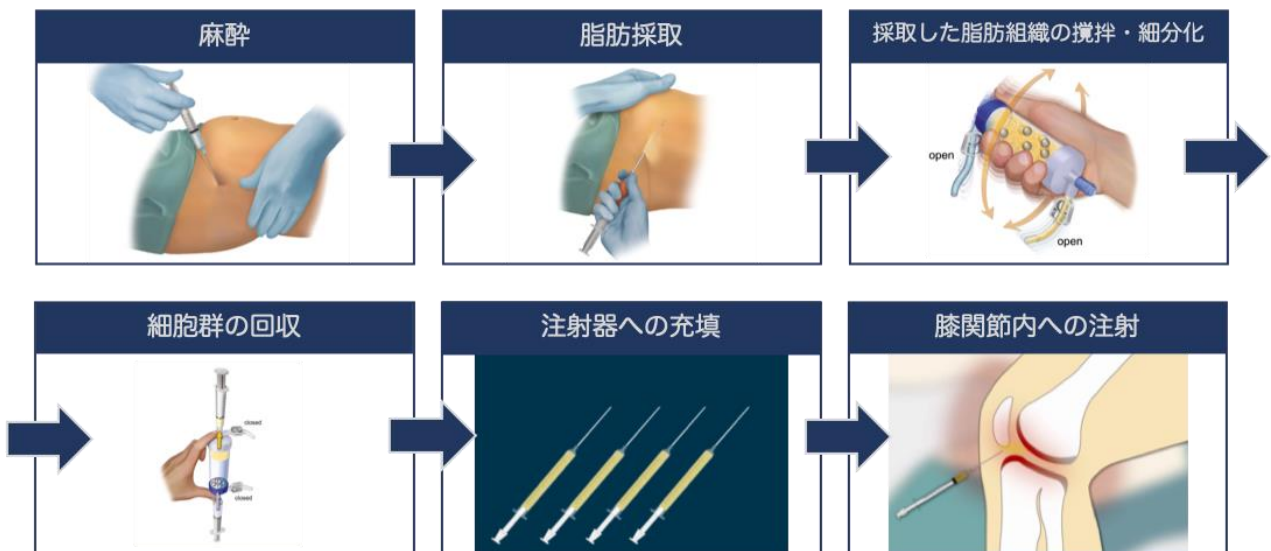 麻酔
脂肪採取
採取した脂肪組織の攪拌・細分化
open
open
細胞群の回収
注射器への充填
膝関節内への注射
closed
closed